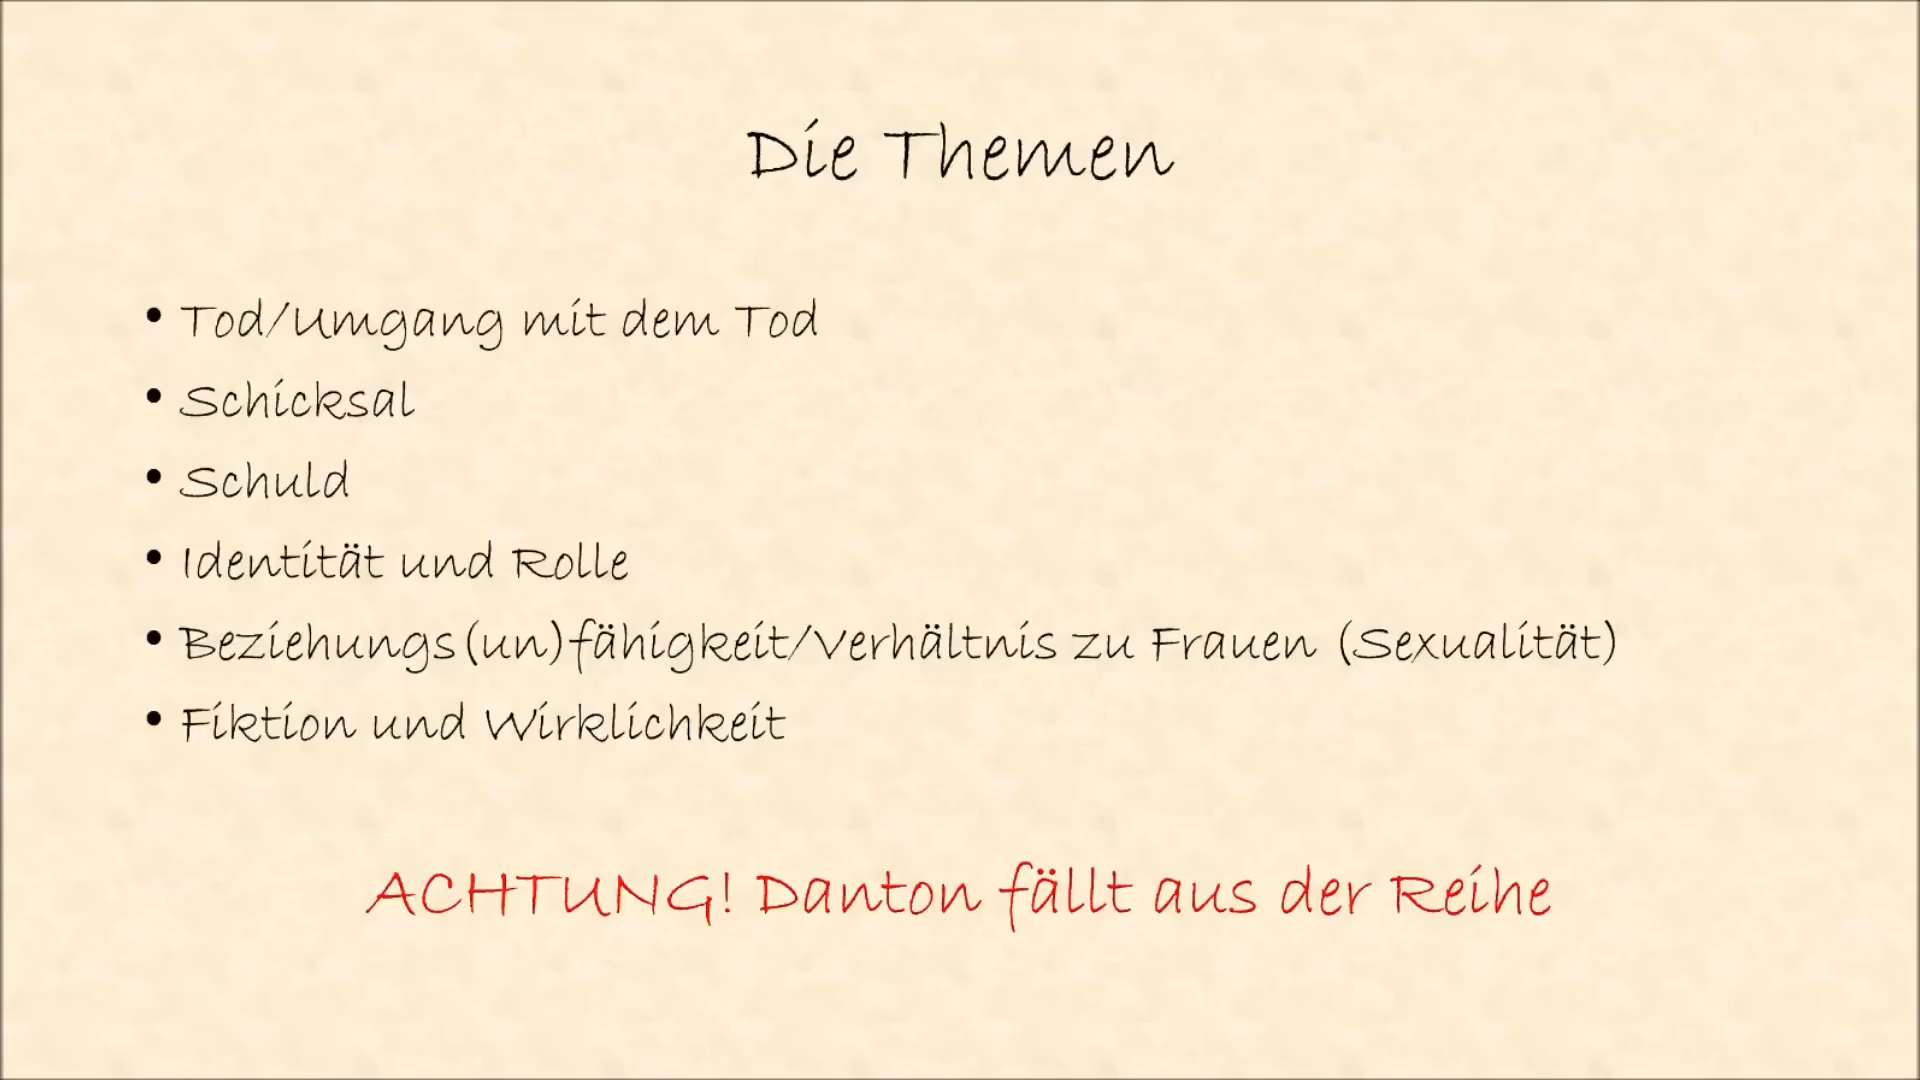 Die Themen
• Tod/Umgang mit dem Tod
• Schicksal
• Schuld
• Identität und Rolle
• Beziehungs(un)fähigkeit/Verhältnis zu Frauen (Sexualität)
• Fiktion und Wirklichkeit
ACHTUNG! Danton fällt aus der Reihe